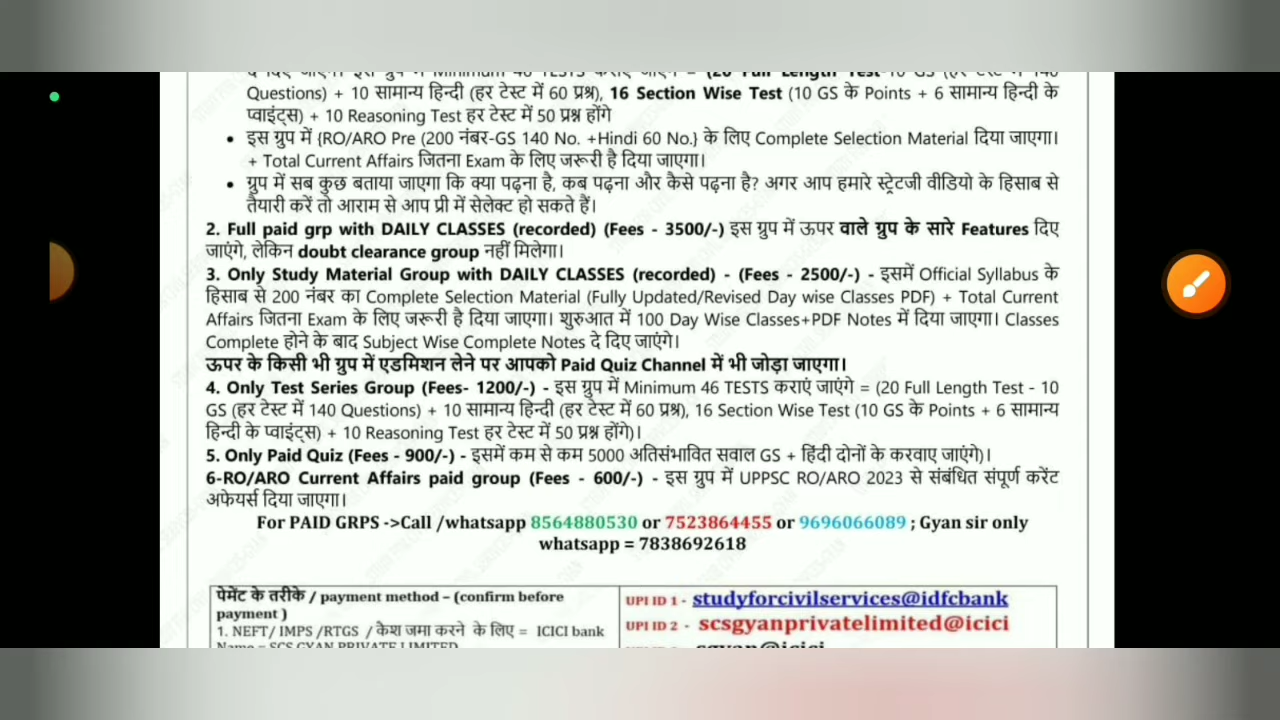 Questions) + 10 सामान्य हिन्दी (हर टेस्ट में 60 प्रश्न), 16 Section Wise Test (10 GS के Points + 6 सामान्य हिन्दी के
प्वाइंट्स) + 10 Reasoning Test हर टेस्ट में 50 प्रश्न होंगे
• इस ग्रुप में {RO/ARO Pre (200 नंबर-GS 140 No. +Hindi 60 No.} के लिए Complete Selection Material दिया जाएगा।
+ Total Current Affairs जितना Exam के लिए जरूरी है दिया जाएगा।
• ग्रुप में सब कुछ बताया जाएगा कि क्या पढ़ना है, कब पढ़ना और कैसे पढ़ना है? अगर आप हमारे स्ट्रेटजी वीडियो के हिसाब से
तैयारी करें तो आराम से आप प्री में सेलेक्ट हो सकते हैं।
2. Full paid grp with DAILY CLASSES (recorded) (Fees - 3500/-) इस ग्रुप में ऊपर वाले ग्रुप के सारे Features दिए
जाएंगे, लेकिन doubt clearance group नहीं मिलेगा।
3. Only Study Material Group with DAILY CLASSES (recorded) - (Fees - 2500/-) - इसमें Official Syllabus के
हिसाब से 200 नंबर का Complete Selection Material (Fully Updated/Revised Day wise Classes PDF) + Total Current
Affairs जितना Exam के लिए जरूरी है दिया जाएगा। शुरुआत में 100 Day Wise Classes+PDF Notes में दिया जाएगा। Classes
Complete होने के बाद Subject Wise Complete Notes दे दिए जाएंगे।
ऊपर के किसी भी ग्रुप में एडमिशन लेने पर आपको Paid Quiz Channel में भी जोड़ा जाएगा।
4. Only Test Series Group (Fees- 1200/-) - इस ग्रुप में Minimum 46 TESTS कराएं जाएंगे = (20 Full Length Test - 10
GS (हर टेस्ट में 140 Questions) + 10 सामान्य हिन्दी (हर टेस्ट में 60 प्रश्न), 16 Section Wise Test (10 GS के Points + 6 सामान्य
हिन्दी के प्वाइंट्स) + 10 Reasoning Test हर टेस्ट में 50 प्रश्न होंगे)।
5. Only Paid Quiz (Fees - 900/-) - इसमें कम से कम 5000 अतिसंभावित सवाल GS + हिंदी दोनों के करवाए जाएंगे)।
6-RO/ARO Current Affairs paid group (Fees - 600/-) - इस ग्रुप में UPPSC RO/ARO 2023 से संबंधित संपूर्ण करेंट
अफेयर्स दिया जाएगा।
For PAID GRPS ->Call /whatsapp 8564880530 or 7523864455 or 9696066089 ; Gyan sir only
whatsapp = 7838692618
पेमेंट के तरीके / payment method – (confirm before
payment )
1. NEFT/ IMPS /RTGS / कैश जमा करने के लिए = ICICI bank
Name = SCS GYAN PRIVATE LIMITED
UPI ID 1 - studyforcivilservices@idfcbank
UPI ID 2 - scsgyanprivatelimited@icici